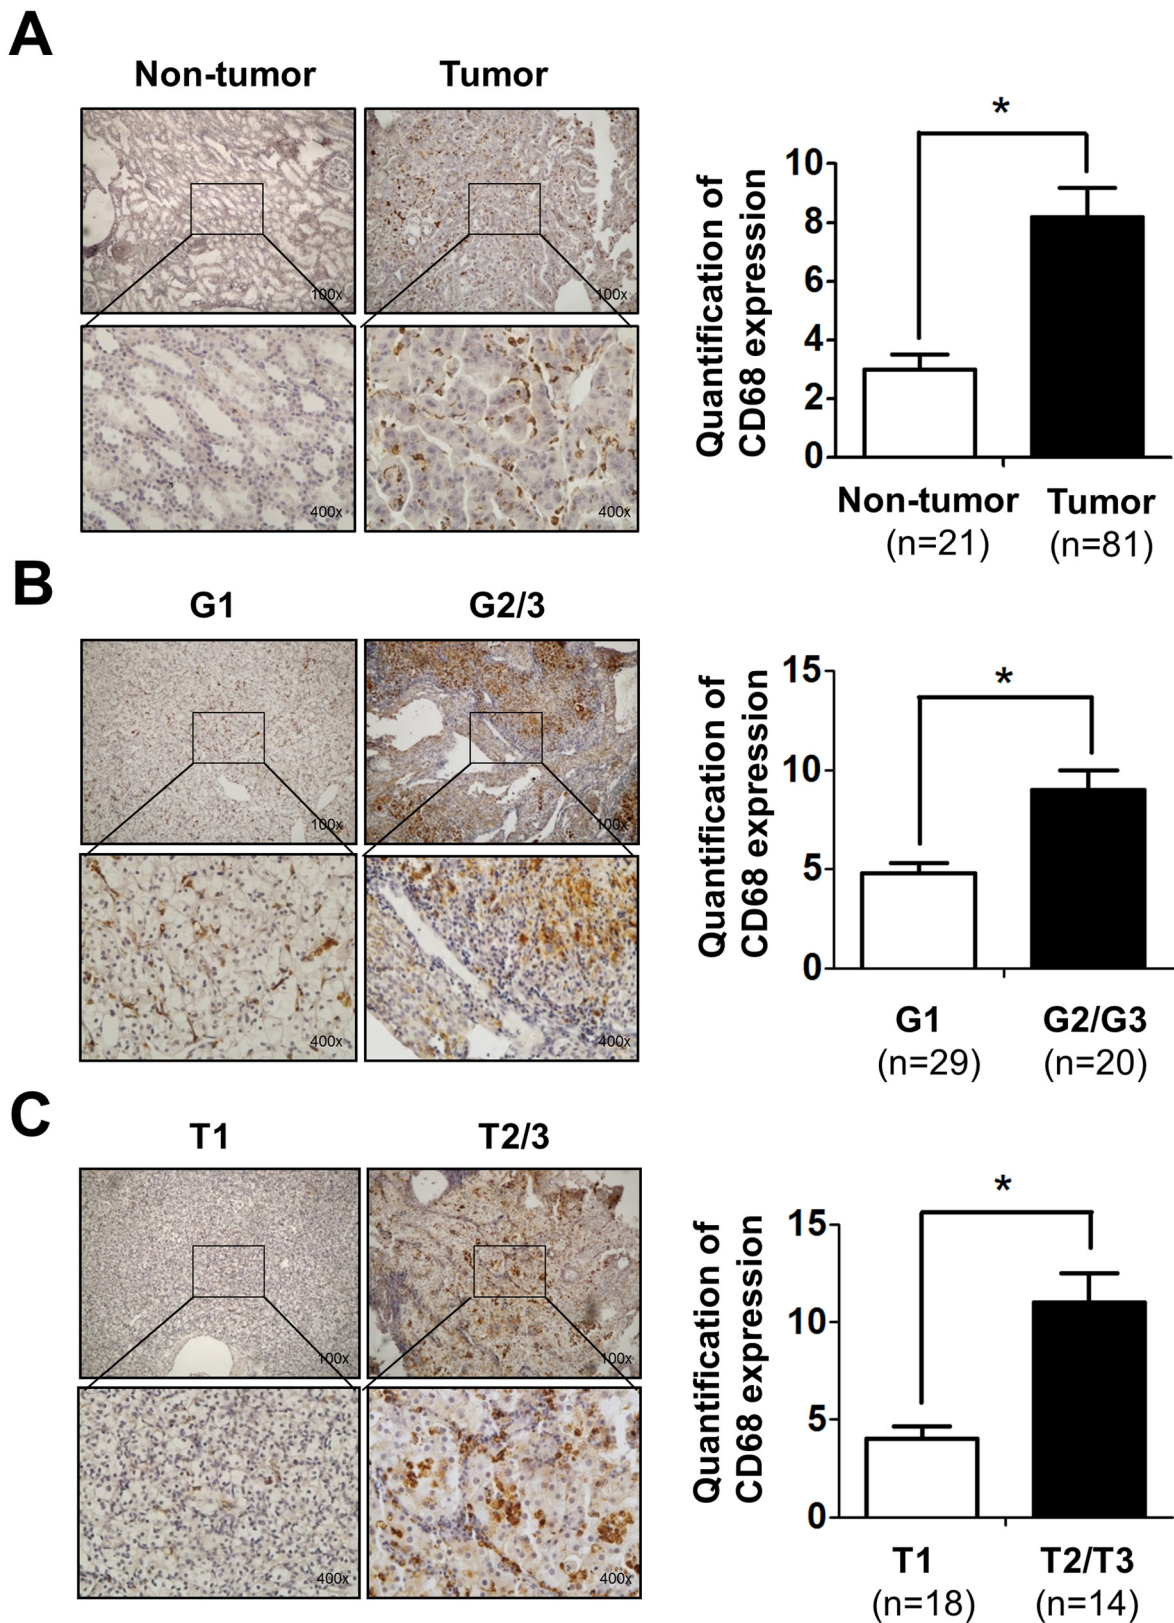 A
Non-tumor Tumor
100x 100x
400x 400x
*
Quantification of
CD68 expression
10
8
6
4
2
0
Non-tumor Tumor
(n=21) (n=81)
B
G1 G2/3
100x 100x
400x 400x
*
Quantification of
CD68 expression
15
10
5
0
G1 G2/G3
(n=29) (n=20)
C
T1 T2/3
100x 100x
400x 400x
*
Quantification of
CD68 expression
15
10
5
0
T1 T2/T3
(n=18) (n=14)